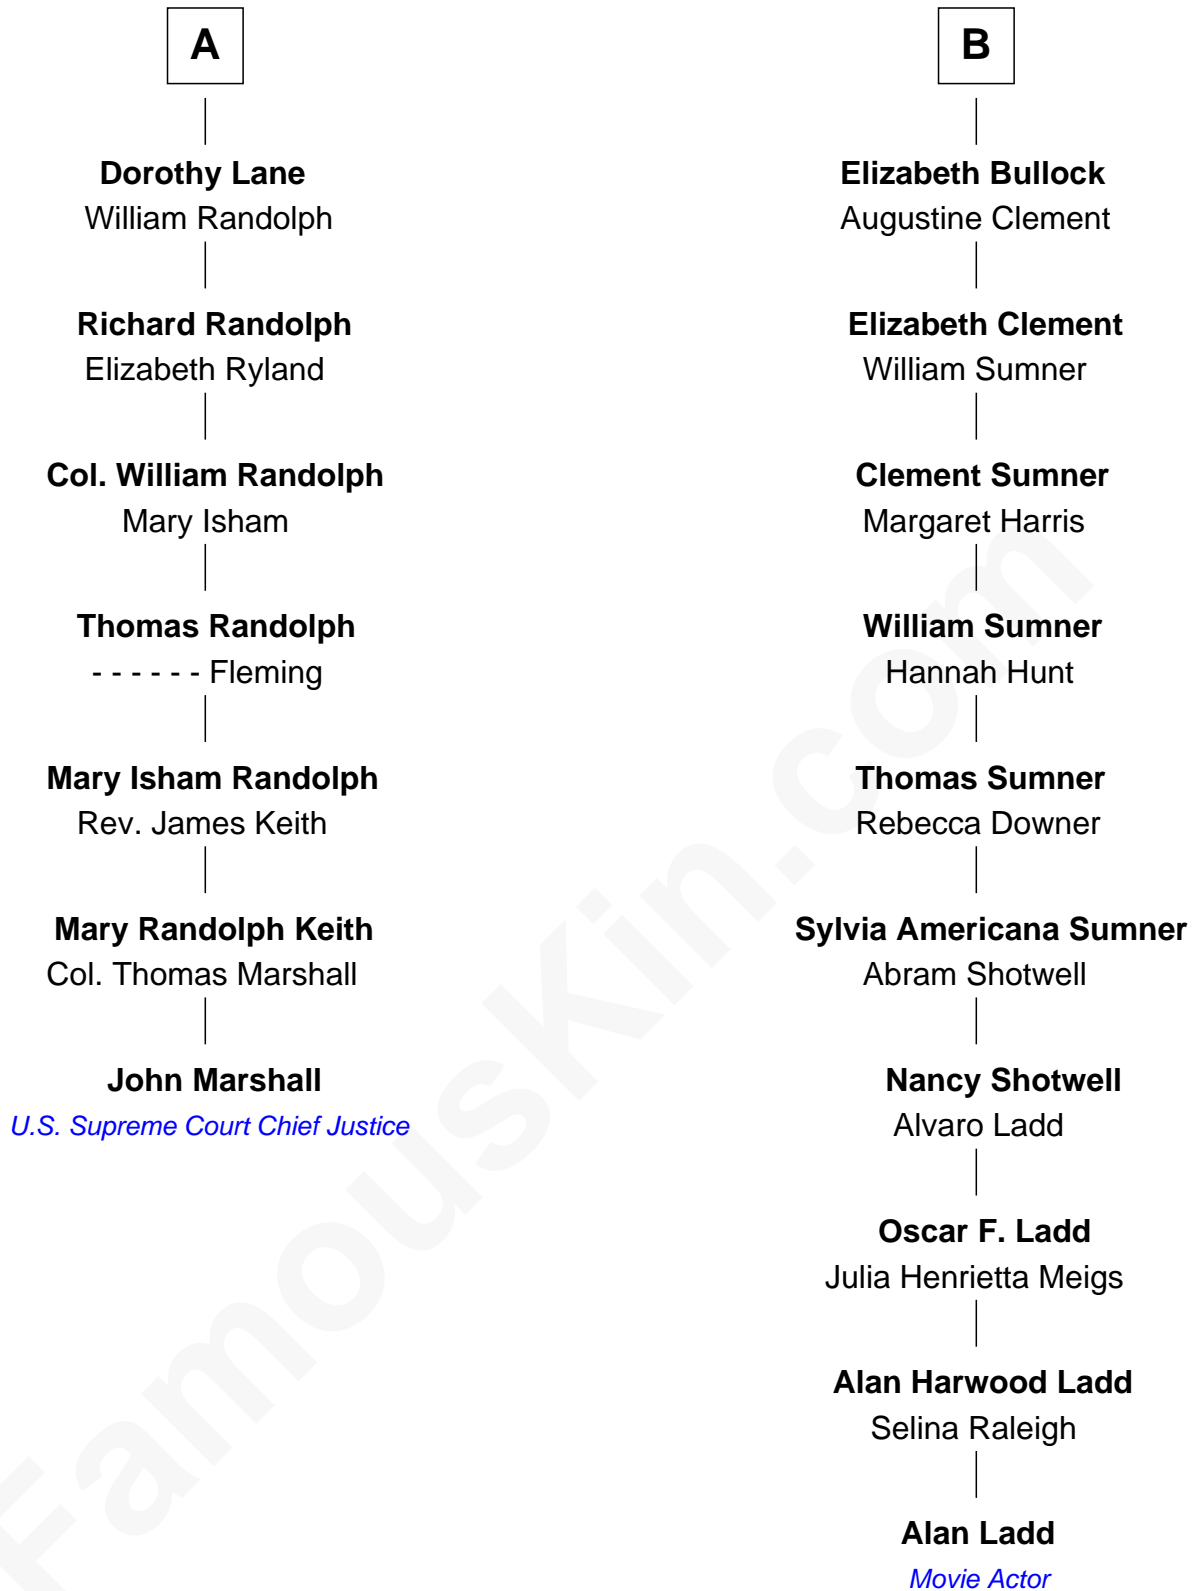 A
Dorothy Lane
William Randolph
Richard Randolph
Elizabeth Ryland
Col. William Randolph
Mary Isham
Thomas Randolph
- - - - - - Fleming
Mary Isham Randolph
Rev. James Keith
Mary Randolph Keith
Col. Thomas Marshall
John Marshall
U.S. Supreme Court Chief Justice
B
Elizabeth Bullock
Augustine Clement
Elizabeth Clement
William Sumner
Clement Sumner
Margaret Harris
William Sumner
Hannah Hunt
Thomas Sumner
Rebecca Downer
Sylvia Americana Sumner
Abram Shotwell
Nancy Shotwell
Alvaro Ladd
Oscar F. Ladd
Julia Henrietta Meigs
Alan Harwood Ladd
Selina Raleigh
Alan Ladd
Movie Actor
FamousKin.com